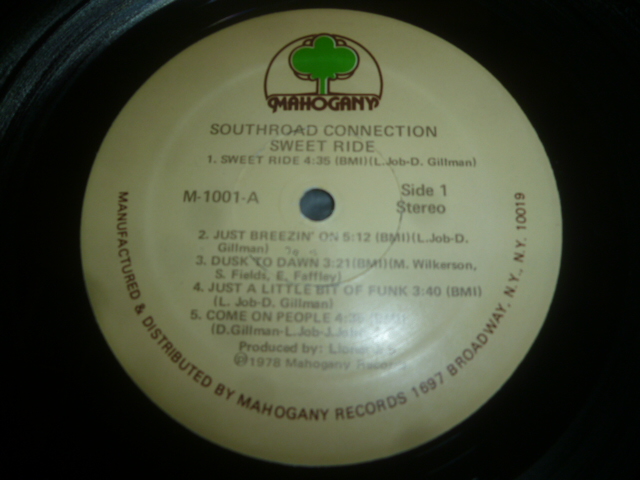 MAHOGANY
SOUTHROAD CONNECTION
SWEET RIDE
1. SWEET RIDE 4:35 (BMI)(L. Job-D. Gillman)
M-1001-A
Side 1
Stereo
2. JUST BREEZIN' ON 5:12 (BMI)(L. Job-D.
Gillman)
3. DUSK TO DAWN 3:21(BMI)(M. Wilkerson,
S. Fields, E. Faffley)
4. JUST A LITTLE BIT OF FUNK 3:40 (BMI)
(L. Job-D. Gillman)
5. COME ON PEOPLE (BMI)
(D.Gillman-L.Job-J.
Produced by:
Ⓟ1978 Mahogany
MANUFACTURED & DISTRIBUTED BY MAHOGANY RECORDS 1697 BROADWAY, N.Y., N.Y. 10019